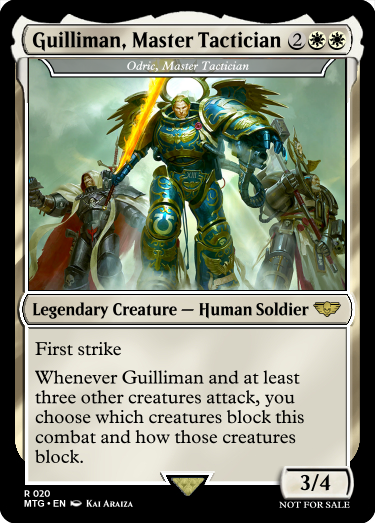 Guilliman, Master Tactician 2
Odric, Master Tactician
Legendary Creature — Human Soldier
First strike
Whenever Guilliman and at least
three other creatures attack, you
choose which creatures block this
combat and how those creatures
block.
3/4
R 020
MTG • EN Kai Araiza
NOT FOR SALE